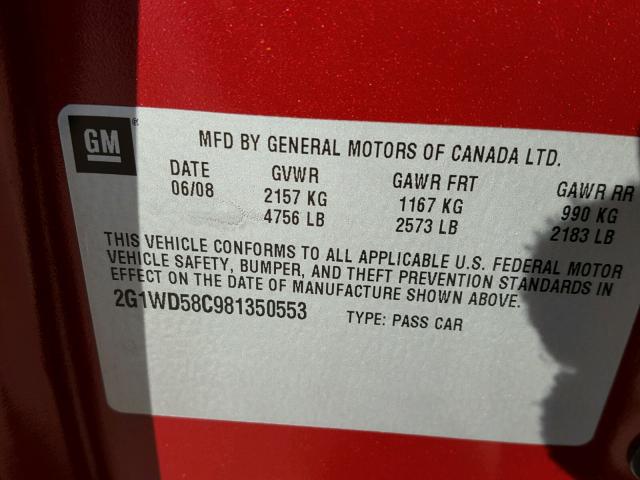 GM
MFD BY GENERAL MOTORS OF CANADA LTD.
DATE GVWR GAWR FRT GAWR RR
06/08 2157 KG 1167 KG 990 KG
4756 LB 2573 LB 2183 LB
THIS VEHICLE CONFORMS TO ALL APPLICABLE U.S. FEDERAL MOTOR
VEHICLE SAFETY, BUMPER, AND THEFT PREVENTION STANDARDS IN
EFFECT ON THE DATE OF MANUFACTURE SHOWN ABOVE.
2G1WD58C981350553 TYPE: PASS CAR